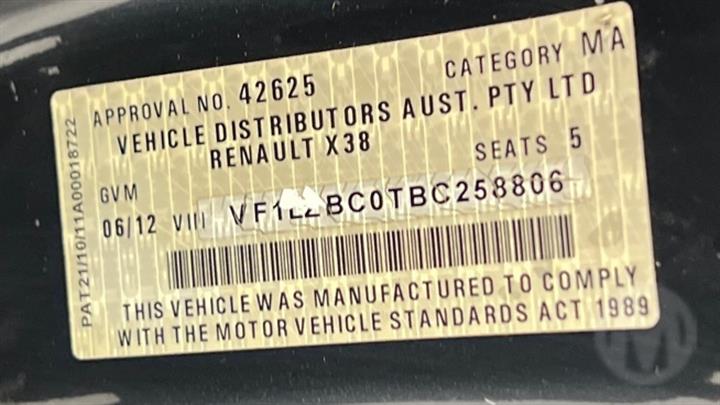 APPROVAL NO. 42625 CATEGORY MA
VEHICLE DISTRIBUTORS AUST. PTY LTD
RENAULT X38 SEATS 5
GVM
06/12 VIII
THIS VEHICLE WAS MANUFACTURED TO COMPLY
WITH THE MOTOR VEHICLE STANDARDS ACT 1989
PAT21/10/11A00018722